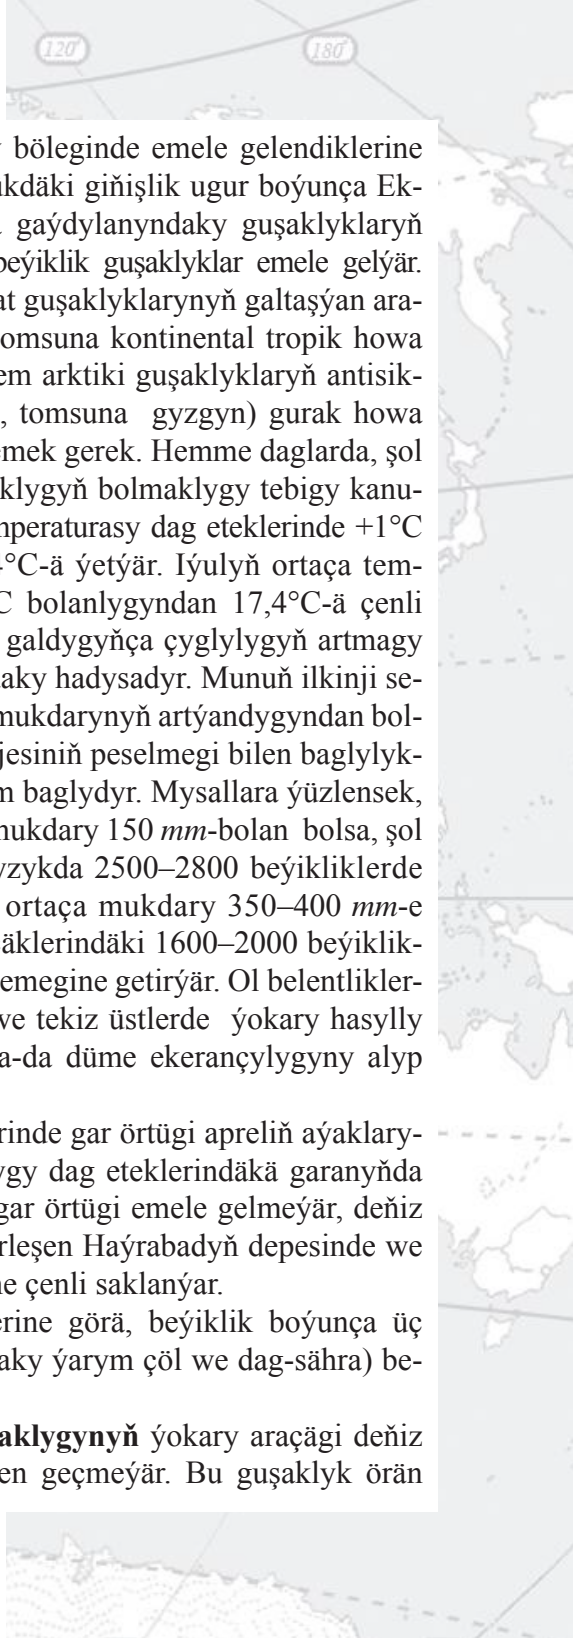 120°
180°
böleginde emele gelendiklerine
akdäki giňişlik ugur boýunça Ek-
gaýdylanyndaky guşaklyklaryň
beýiklik guşaklyklar emele gelýär.
at guşaklyklarynyň galtaşýan ara-
omsuna kontinental tropik howa
em arktiki guşaklyklaryň antisik-
, tomsuna gyzgyn) gurak howa
emek gerek. Hemme daglarda, şol
klygyň bolmaklygy tebigy kanu-
nperaturasy dag eteklerinde +1°C
4°C-ä ýetýär. Iýulyň ortaça tem-
C bolanlygyndan 17,4°C-ä çenli
galdygyňça çyglylygyň artmagy
aky hadysadyr. Munuň ilkinji se-
mukdarynyň artýandygyndan bol-
jesiniň peselmegi bilen baglylyk-
m baglydyr. Mysallara ýüzlensek,
mukdary 150 mm-bolan bolsa, şol
yzykda 2500–2800 beýikliklerde
ortaça mukdary 350–400 mm-e
äklerindäki 1600–2000 beýiklik-
emegine getirýär. Ol belentlikler-
we tekiz üstlerde ýokary hasylly
a-da düme ekerançylygyny alyp
rinde gar örtügi apreliň aýaklary-
ygy dag eteklerindäkä garanyňda
gar örtügi emele gelmeýär, deňiz
rleşen Haýrabadyň depesinde we
ne çenli saklanýar.
erine görä, beýiklik boýunça üç
aky ýarym çöl we dag-sähra) be-
aklygynyň ýokary araçägi deňiz
en geçmeýär. Bu guşaklyk örän